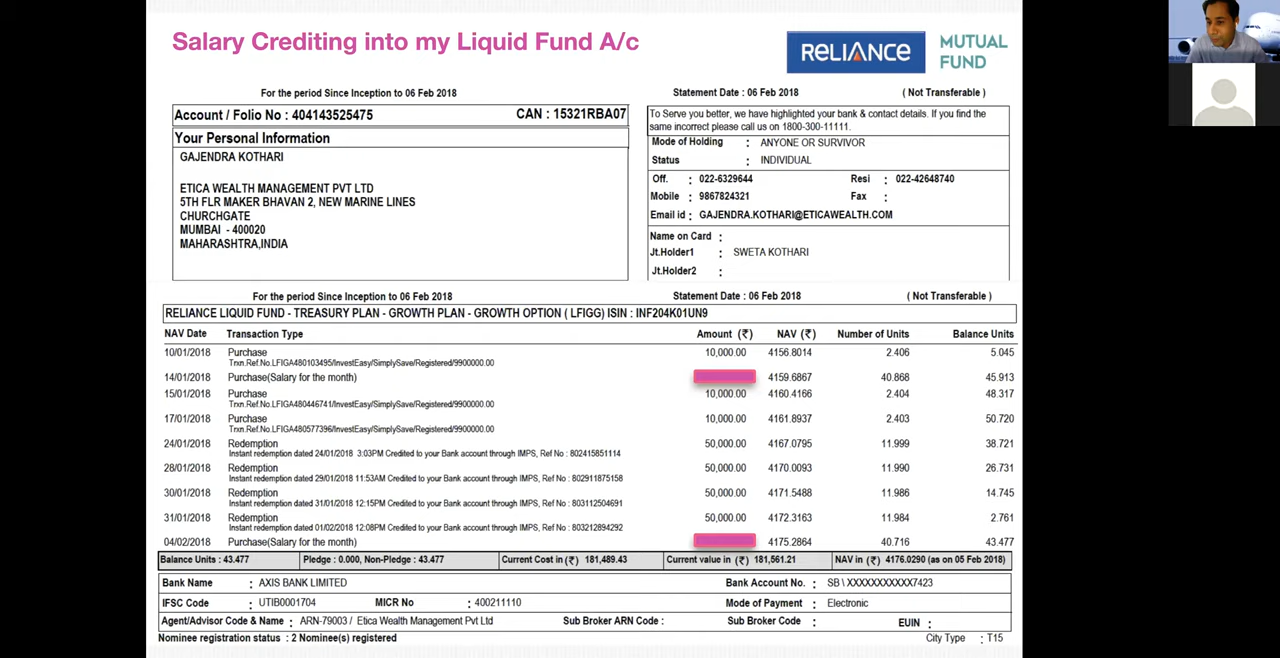 Salary Crediting into my Liquid Fund A/c
RELIANCE MUTUAL FUND
For the period Since Inception to 06 Feb 2018 Statement Date : 06 Feb 2018 ( Not Transferable )
Account / Folio No : 404143525475 CAN : 15321RBA07
Your Personal Information
GAJENDRA KOTHARI
ETICA WEALTH MANAGEMENT PVT LTD
5TH FLR MAKER BHAVAN 2, NEW MARINE LINES
CHURCHGATE
MUMBAI - 400020
MAHARASHTRA,INDIA
To Serve you better, we have highlighted your bank & contact details. If you find the
same incorrect please call us on 1800-300-11111.
Mode of Holding : ANYONE OR SURVIVOR
Status : INDIVIDUAL
Off. : 022-6329644 Resi : 022-42648740
Mobile : 9867824321 Fax :
Email id : GAJENDRA.KOTHARI@ETICAWEALTH.COM
Name on Card :
Jt.Holder1 : SWETA KOTHARI
Jt.Holder2 :
For the period Since Inception to 06 Feb 2018 Statement Date : 06 Feb 2018 ( Not Transferable )
RELIANCE LIQUID FUND - TREASURY PLAN - GROWTH PLAN - GROWTH OPTION ( LFIGG) ISIN : INF204K01UN9
NAV Date Transaction Type Amount (₹) NAV (₹) Number of Units Balance Units
10/01/2018 Purchase 10,000.00 4156.8014 2.406 5.045
Trxn.Ref.No.LFIGA480103495/InvestEasy/SimplySave/Registered/9900000.00
14/01/2018 Purchase(Salary for the month) 4159.6867 40.868 45.913
15/01/2018 Purchase 10,000.00 4160.4166 2.404 48.317
Trxn.Ref.No.LFIGA480446741/InvestEasy/SimplySave/Registered/9900000.00
17/01/2018 Purchase 10,000.00 4161.8937 2.403 50.720
Trxn.Ref.No.LFIGA480577396/InvestEasy/SimplySave/Registered/9900000.00
24/01/2018 Redemption 50,000.00 4167.0795 11.999 38.721
Instant redemption dated 24/01/2018 3:03PM Credited to your Bank account through IMPS, Ref No : 802415851114
28/01/2018 Redemption 50,000.00 4170.0093 11.990 26.731
Instant redemption dated 29/01/2018 11:53AM Credited to your Bank account through IMPS, Ref No : 802911875158
30/01/2018 Redemption 50,000.00 4171.5488 11.986 14.745
Instant redemption dated 31/01/2018 12:15PM Credited to your Bank account through IMPS, Ref No : 803112504691
31/01/2018 Redemption 50,000.00 4172.3163 11.984 2.761
Instant redemption dated 01/02/2018 12:08PM Credited to your Bank account through IMPS, Ref No : 803212894292
04/02/2018 Purchase(Salary for the month) 4175.2864 40.716 43.477
Balance Units : 43.477 Pledge : 0.000, Non-Pledge : 43.477 Current Cost in (₹) 181,489.43 Current value in (₹) 181,561.21 NAV in (₹) 4176.0290 (as on 05 Feb 2018)
Bank Name : AXIS BANK LIMITED Bank Account No. : SB \ XXXXXXXXXXX7423
IFSC Code : UTIB0001704 MICR No : 400211110 Mode of Payment : Electronic
Agent/Advisor Code & Name : ARN-79003 / Etica Wealth Management Pvt Ltd Sub Broker ARN Code : Sub Broker Code : EUIN :
Nominee registration status : 2 Nominee(s) registered City Type : T15